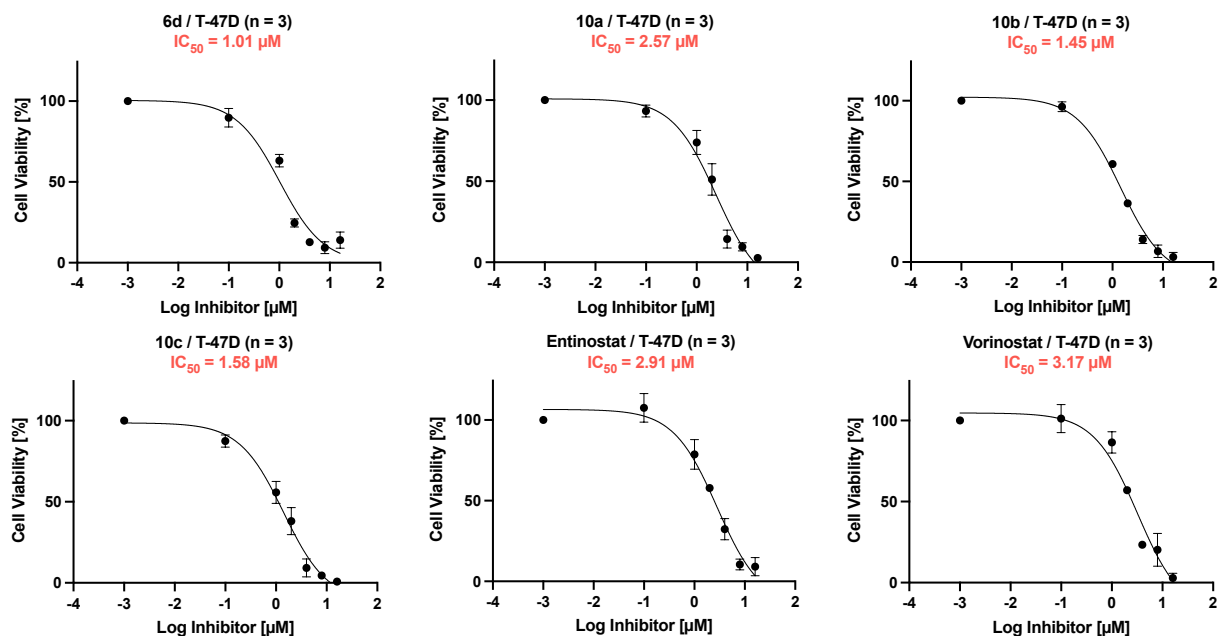 6d / T-47D (n = 3)
IC50 = 1.01 µM
Cell Viability [%]
100
50
0
-4 -3 -2 -1 0 1 2
Log Inhibitor [µM]
10a / T-47D (n = 3)
IC50 = 2.57 µM
Cell Viability [%]
100
50
0
-4 -3 -2 -1 0 1 2
Log Inhibitor [µM]
10b / T-47D (n = 3)
IC50 = 1.45 µM
Cell Viability [%]
100
50
0
-4 -3 -2 -1 0 1 2
Log Inhibitor [µM]
10c / T-47D (n = 3)
IC50 = 1.58 µM
Cell Viability [%]
100
50
0
-4 -3 -2 -1 0 1 2
Log Inhibitor [µM]
Entinostat / T-47D (n = 3)
IC50 = 2.91 µM
Cell Viability [%]
100
50
0
-4 -3 -2 -1 0 1 2
Log Inhibitor [µM]
Vorinostat / T-47D (n = 3)
IC50 = 3.17 µM
Cell Viability [%]
100
50
0
-4 -3 -2 -1 0 1 2
Log Inhibitor [µM]